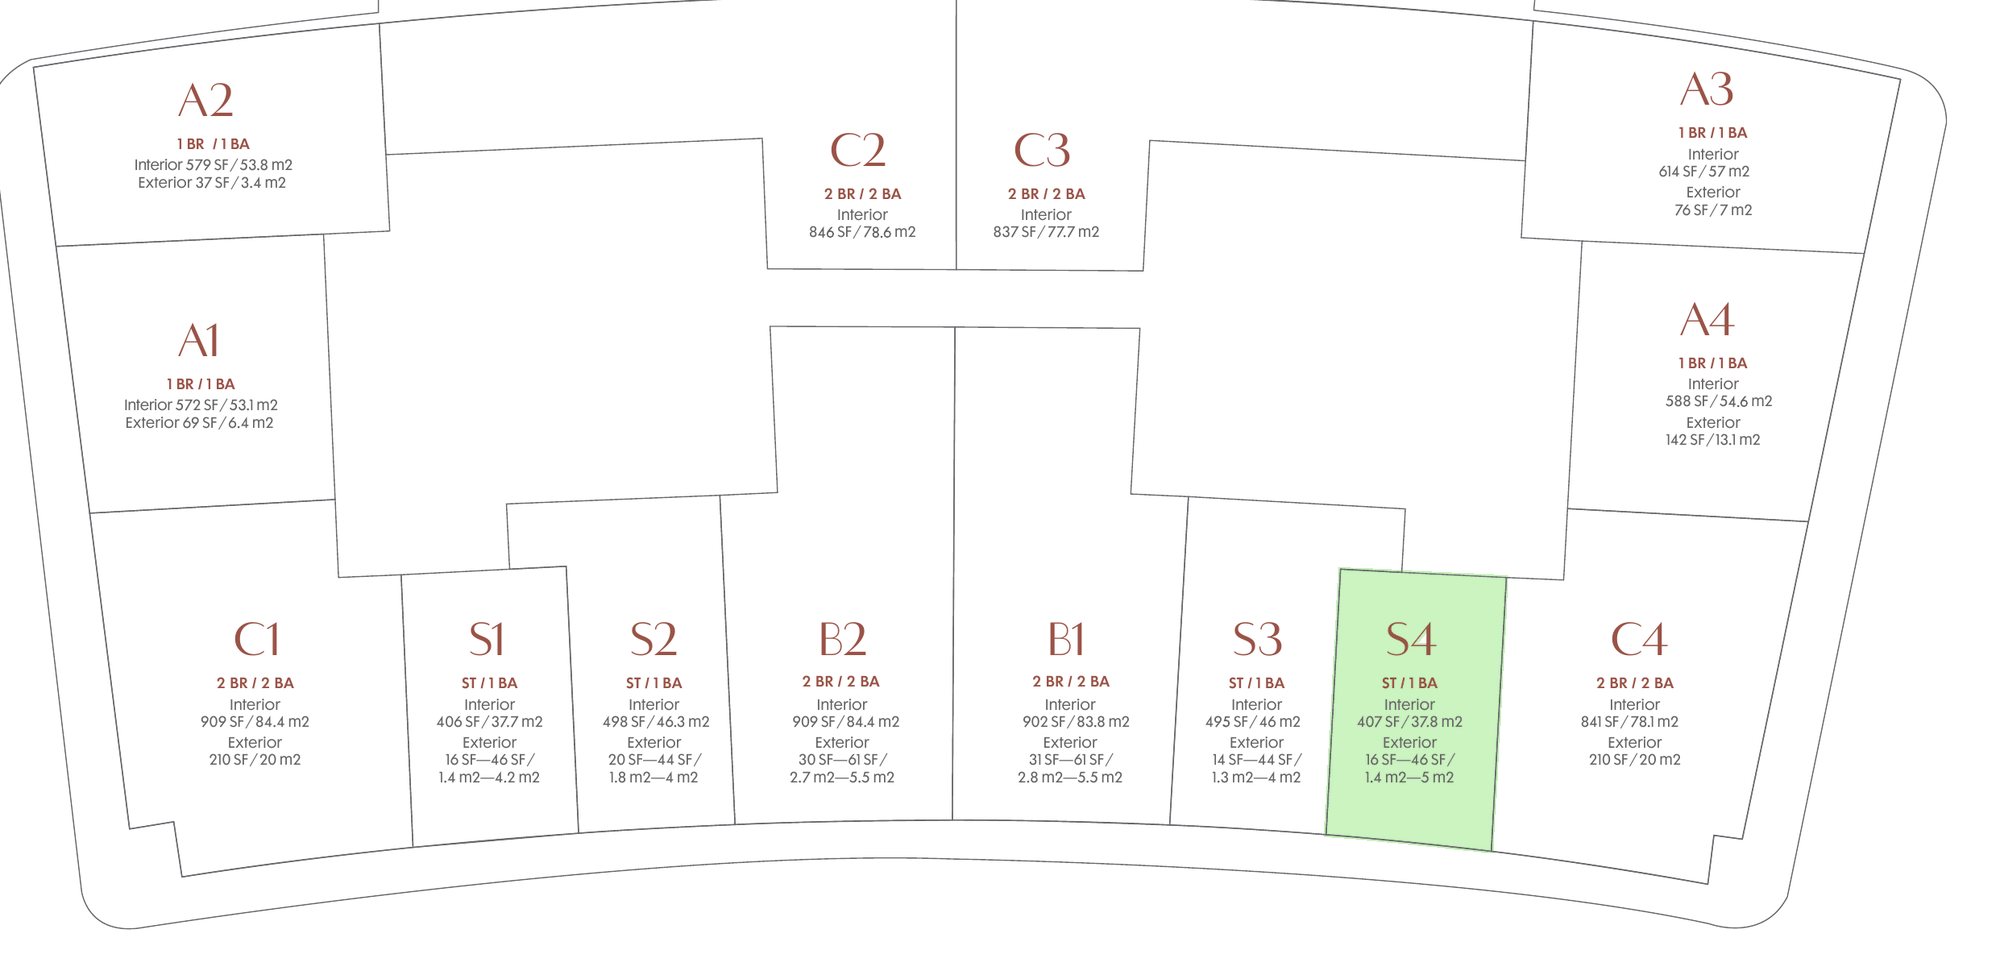 A2
1 BR / 1 BA
Interior 579 SF/53.8 m2
Exterior 37 SF/3.4 m2
C2
2 BR / 2 BA
Interior
846 SF/78.6 m2
C3
2 BR / 2 BA
Interior
837 SF/77.7 m2
A3
1 BR / 1 BA
Interior
614 SF/57 m2
Exterior
76 SF/7 m2
A1
1 BR / 1 BA
Interior 572 SF/53.1 m2
Exterior 69 SF/6.4 m2
A4
1 BR / 1 BA
Interior
588 SF/54.6 m2
Exterior
142 SF/13.1 m2
C1
2 BR / 2 BA
Interior
909 SF/84.4 m2
Exterior
210 SF/20 m2
S1
ST / 1 BA
Interior
406 SF/37.7 m2
Exterior
16 SF—46 SF/
1.4 m2—4.2 m2
S2
ST / 1 BA
Interior
498 SF/46.3 m2
Exterior
20 SF—44 SF/
1.8 m2—4 m2
B2
2 BR / 2 BA
Interior
909 SF/84.4 m2
Exterior
30 SF—61 SF/
2.7 m2—5.5 m2
B1
2 BR / 2 BA
Interior
902 SF/83.8 m2
Exterior
31 SF—61 SF/
2.8 m2—5.5 m2
S3
ST / 1 BA
Interior
495 SF/46 m2
Exterior
14 SF—44 SF/
1.3 m2—4 m2
S4
ST / 1 BA
Interior
407 SF/37.8 m2
Exterior
16 SF—46 SF/
1.4 m2—5 m2
C4
2 BR / 2 BA
Interior
841 SF/78.1 m2
Exterior
210 SF/20 m2